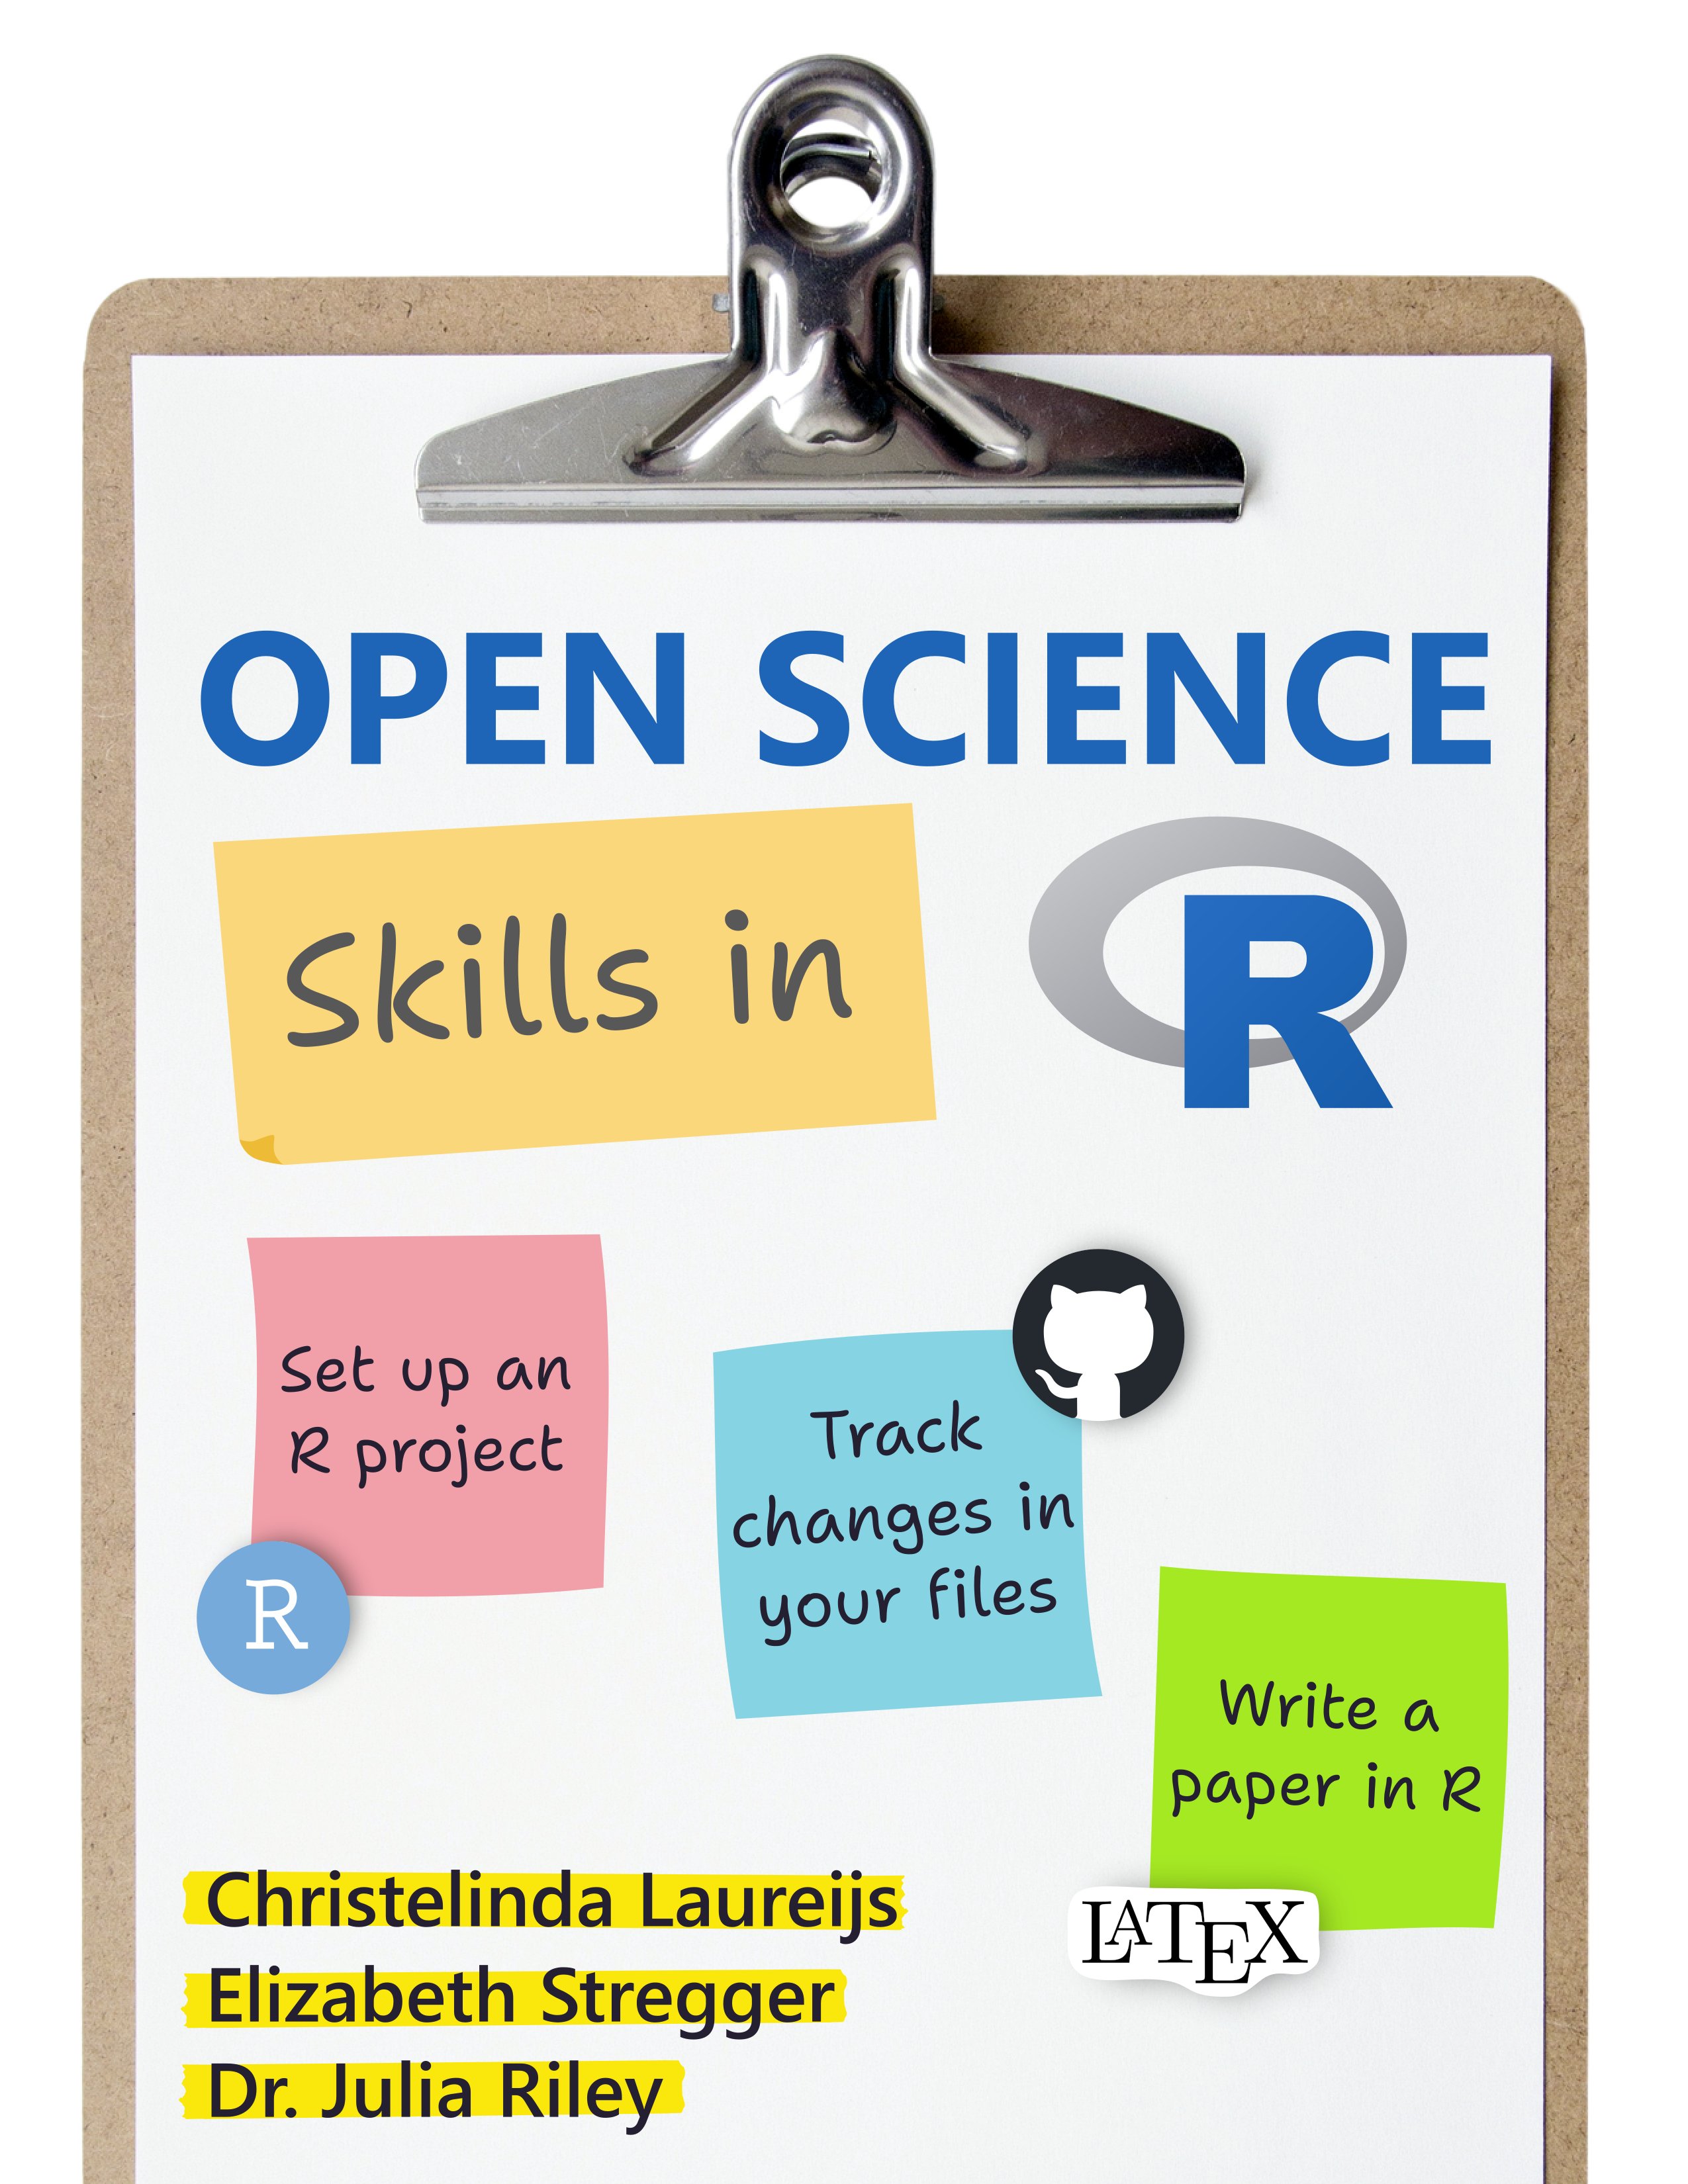 OPEN SCIENCE
Skills in
R
Set up an
R project
R
Track
changes in
your files
Write a
paper in R
LATEX
Christelinda Laureijs
Elizabeth Stregger
Dr. Julia Riley